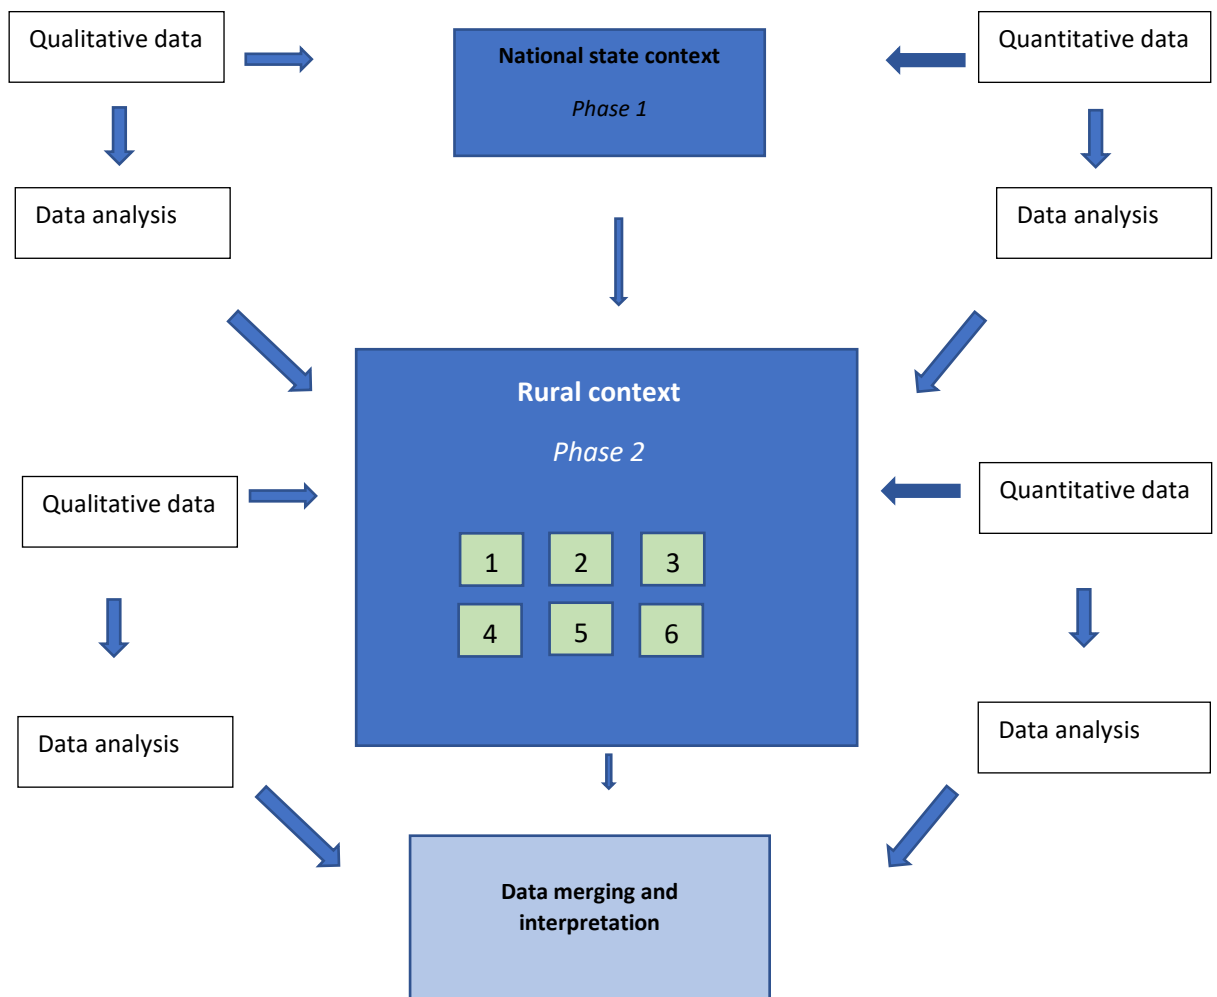 Qualitative data
National state context
Phase 1
Quantitative data
Data analysis
Data analysis
Rural context
Phase 2
Qualitative data
Quantitative data
1
2
3
4
5
6
Data analysis
Data analysis
Data merging and
interpretation